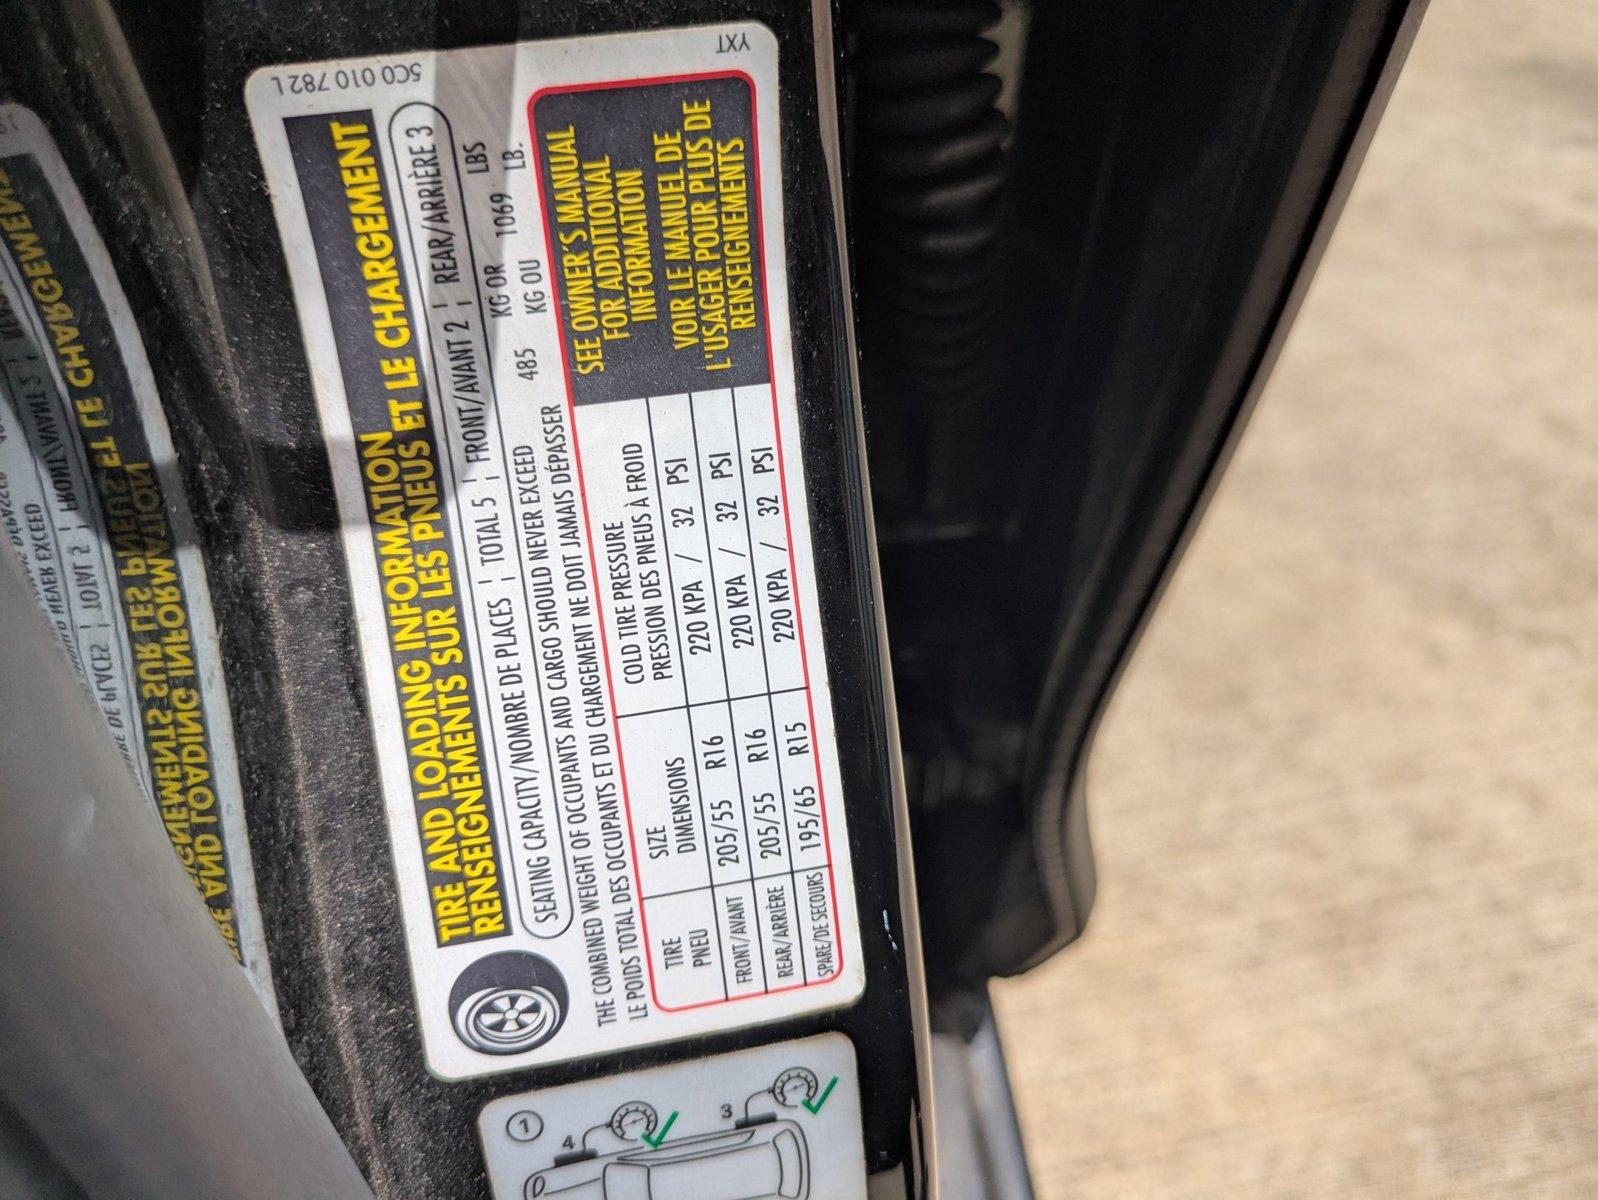 5C0 010 782 L
YXT
TIRE AND LOADING INFORMATION
RENSEIGNEMENTS SUR LES PNEUS ET LE CHARGEMENT
SEATING CAPACITY/NOMBRE DE PLACES | TOTAL 5 | FRONT/AVANT 2 | REAR/ARRIÈRE 3
THE COMBINED WEIGHT OF OCCUPANTS AND CARGO SHOULD NEVER EXCEED 485 KG OR 1069 LBS
LE POIDS TOTAL DES OCCUPANTS ET DU CHARGEMENT NE DOIT JAMAIS DÉPASSER KG OU LB.
TIRE
PNEU
SIZE
DIMENSIONS
COLD TIRE PRESSURE
PRESSION DES PNEUS À FROID
FRONT/AVANT 205/55 R16 220 KPA / 32 PSI
REAR/ARRIÈRE 205/55 R16 220 KPA / 32 PSI
SPARE/DE SECOURS 195/65 R15 220 KPA / 32 PSI
SEE OWNER'S MANUAL
FOR ADDITIONAL
INFORMATION
VOIR LE MANUEL DE
L'USAGER POUR PLUS DE
RENSEIGNEMENTS
1
4
3